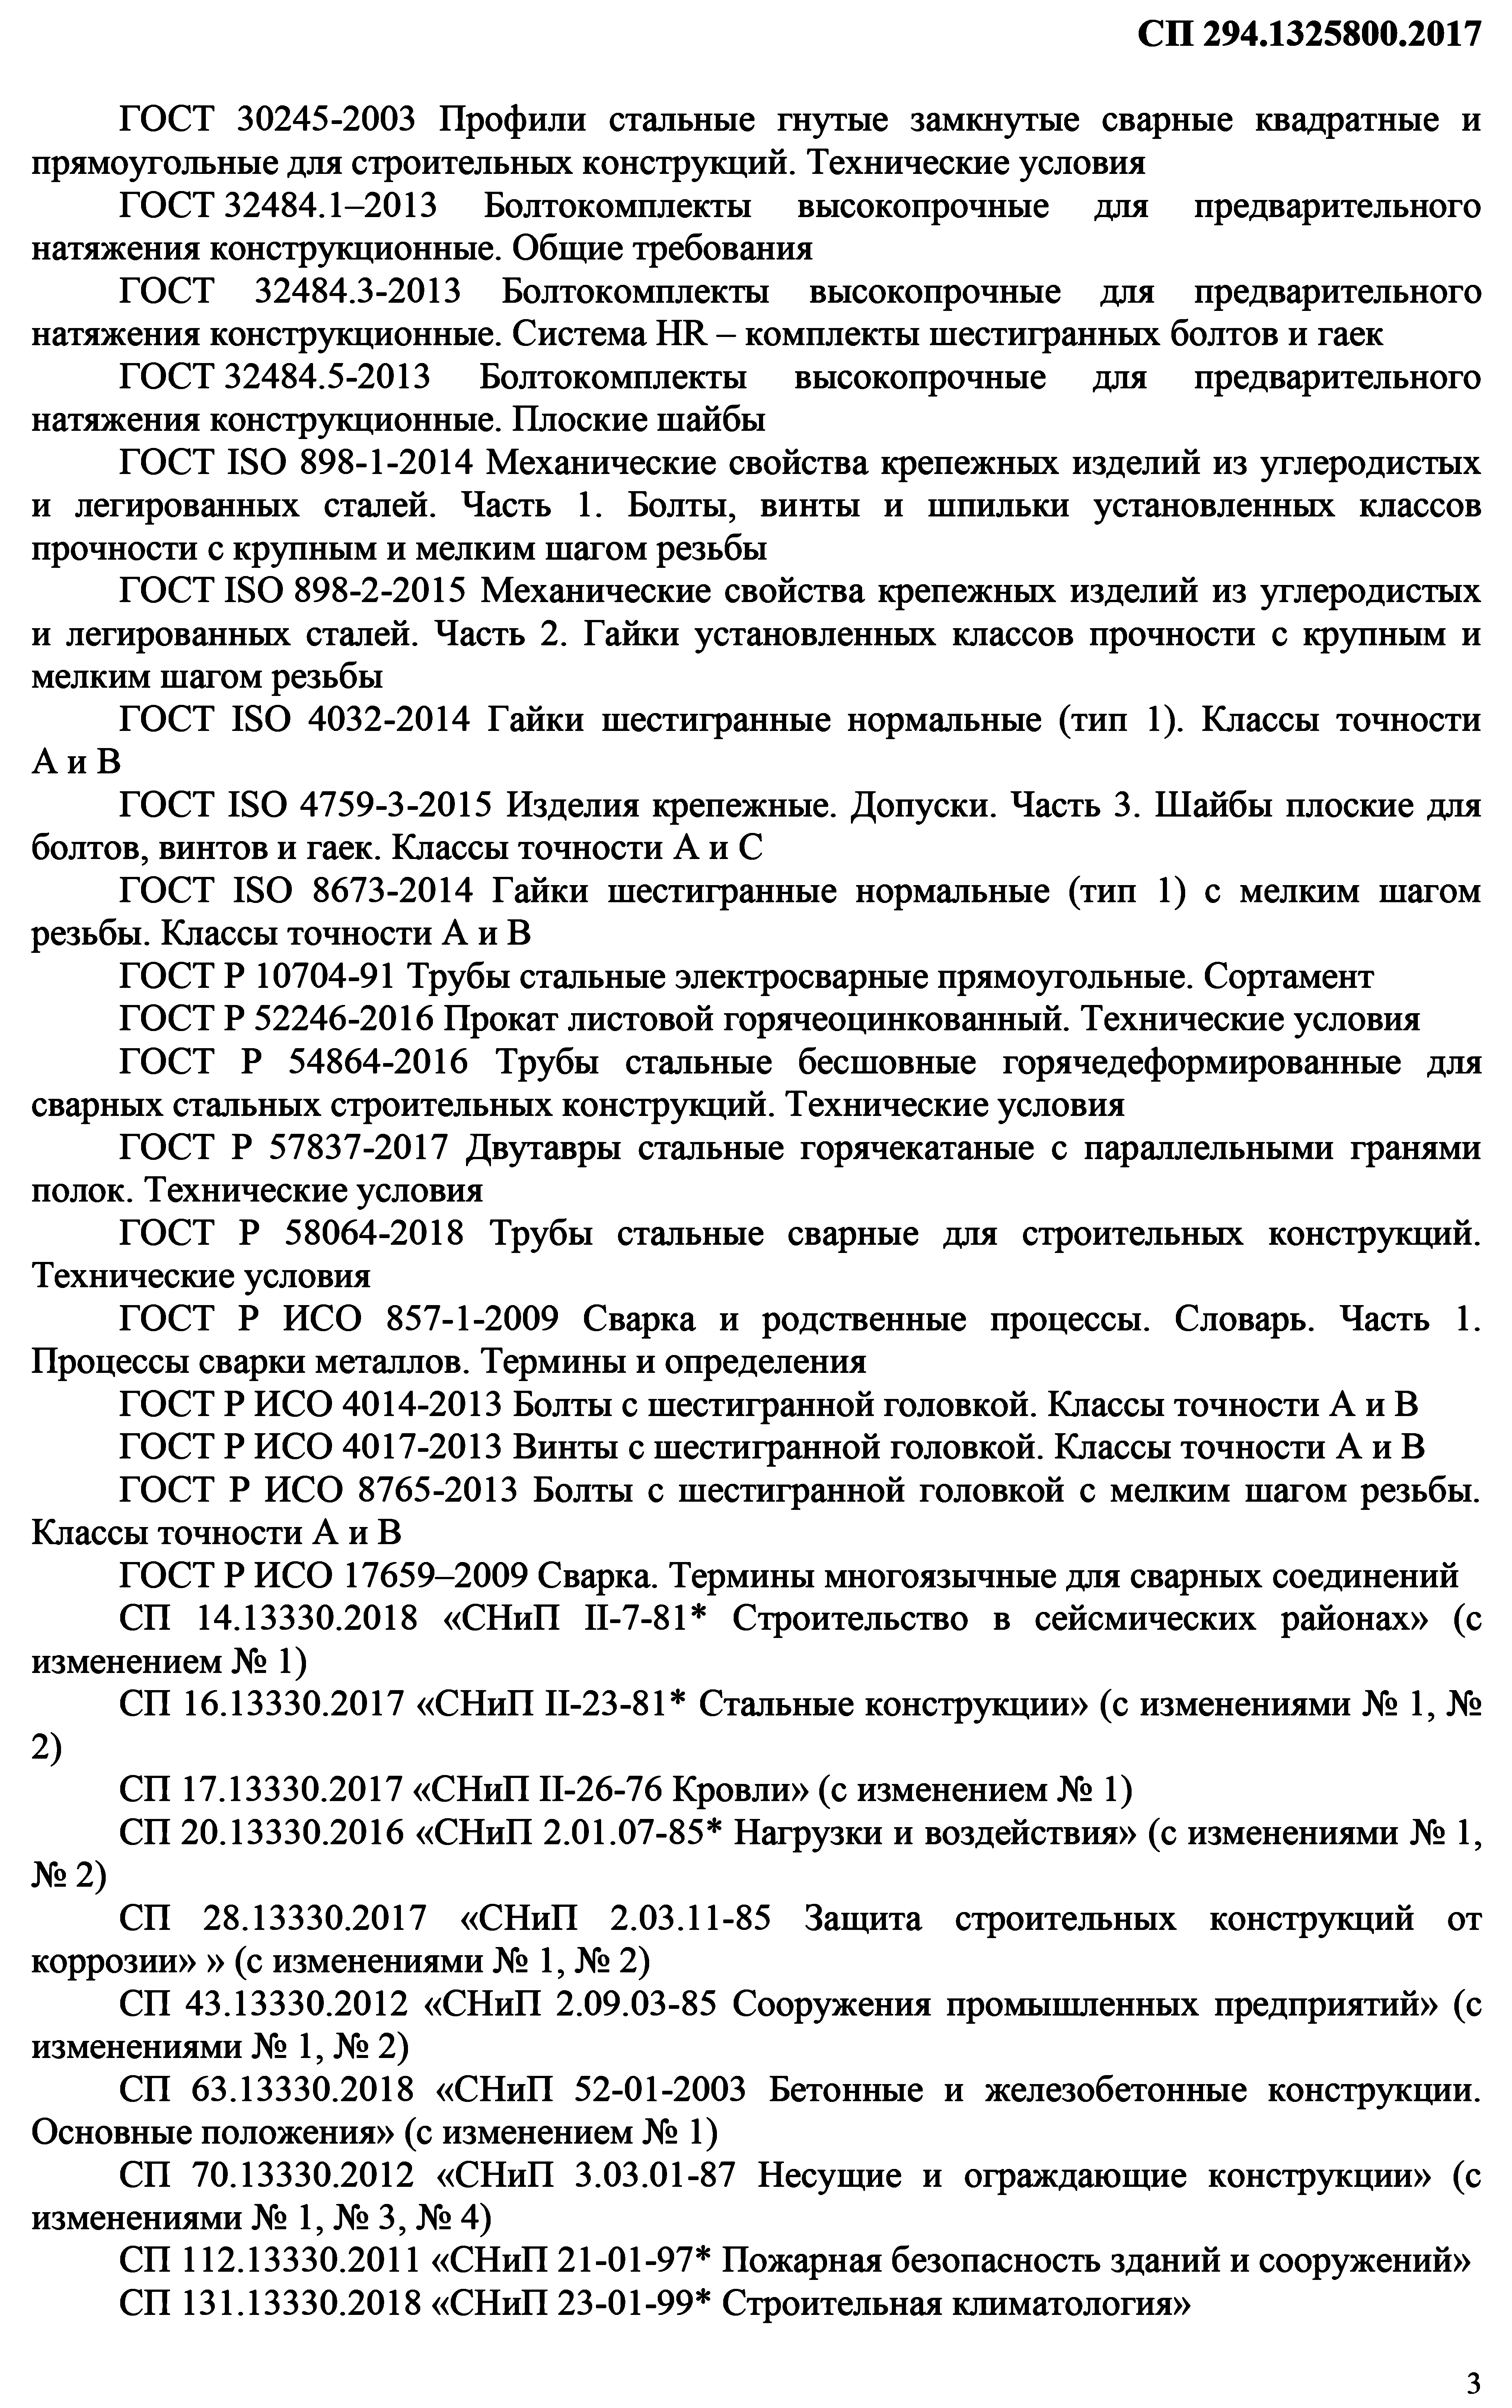 СП 294.1325800.2017
ГОСТ 30245-2003 Профили стальные гнутые замкнутые сварные квадратные и
прямоугольные для строительных конструкций. Технические условия
ГОСТ 32484.1–2013 Болтокомплекты высокопрочные для предварительного
натяжения конструкционные. Общие требования
ГОСТ 32484.3-2013 Болтокомплекты высокопрочные для предварительного
натяжения конструкционные. Система HR – комплекты шестигранных болтов и гаек
ГОСТ 32484.5-2013 Болтокомплекты высокопрочные для предварительного
натяжения конструкционные. Плоские шайбы
ГОСТ ISO 898-1-2014 Механические свойства крепежных изделий из углеродистых
и легированных сталей. Часть 1. Болты, винты и шпильки установленных классов
прочности с крупным и мелким шагом резьбы
ГОСТ ISO 898-2-2015 Механические свойства крепежных изделий из углеродистых
и легированных сталей. Часть 2. Гайки установленных классов прочности с крупным и
мелким шагом резьбы
ГОСТ ISO 4032-2014 Гайки шестигранные нормальные (тип 1). Классы точности
А и В
ГОСТ ISO 4759-3-2015 Изделия крепежные. Допуски. Часть 3. Шайбы плоские для
болтов, винтов и гаек. Классы точности А и С
ГОСТ ISO 8673-2014 Гайки шестигранные нормальные (тип 1) с мелким шагом
резьбы. Классы точности А и В
ГОСТ Р 10704-91 Трубы стальные электросварные прямоугольные. Сортамент
ГОСТ Р 52246-2016 Прокат листовой горячеоцинкованный. Технические условия
ГОСТ Р 54864-2016 Трубы стальные бесшовные горячедеформированные для
сварных стальных строительных конструкций. Технические условия
ГОСТ Р 57837-2017 Двутавры стальные горячекатаные с параллельными гранями
полок. Технические условия
ГОСТ Р 58064-2018 Трубы стальные сварные для строительных конструкций.
Технические условия
ГОСТ Р ИСО 857-1-2009 Сварка и родственные процессы. Словарь. Часть 1.
Процессы сварки металлов. Термины и определения
ГОСТ Р ИСО 4014-2013 Болты с шестигранной головкой. Классы точности А и В
ГОСТ Р ИСО 4017-2013 Винты с шестигранной головкой. Классы точности А и В
ГОСТ Р ИСО 8765-2013 Болты с шестигранной головкой с мелким шагом резьбы.
Классы точности А и В
ГОСТ Р ИСО 17659–2009 Сварка. Термины многоязычные для сварных соединений
СП 14.13330.2018 «СНиП II-7-81* Строительство в сейсмических районах» (с
изменением № 1)
СП 16.13330.2017 «СНиП II-23-81* Стальные конструкции» (с изменениями № 1, №
2)
СП 17.13330.2017 «СНиП II-26-76 Кровли» (с изменением № 1)
СП 20.13330.2016 «СНиП 2.01.07-85* Нагрузки и воздействия» (с изменениями № 1,
№ 2)
СП 28.13330.2017 «СНиП 2.03.11-85 Защита строительных конструкций от
коррозии» » (с изменениями № 1, № 2)
СП 43.13330.2012 «СНиП 2.09.03-85 Сооружения промышленных предприятий» (с
изменениями № 1, № 2)
СП 63.13330.2018 «СНиП 52-01-2003 Бетонные и железобетонные конструкции.
Основные положения» (с изменением № 1)
СП 70.13330.2012 «СНиП 3.03.01-87 Несущие и ограждающие конструкции» (с
изменениями № 1, № 3, № 4)
СП 112.13330.2011 «СНиП 21-01-97* Пожарная безопасность зданий и сооружений»
СП 131.13330.2018 «СНиП 23-01-99* Строительная климатология»
3